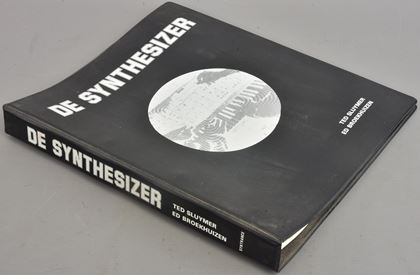 DE SYNTHESIZER
TED SLUYMER
ED BROEKHUIZEN
DE SYNTHESIZER
TED SLUYMER
ED BROEKHUIZEN